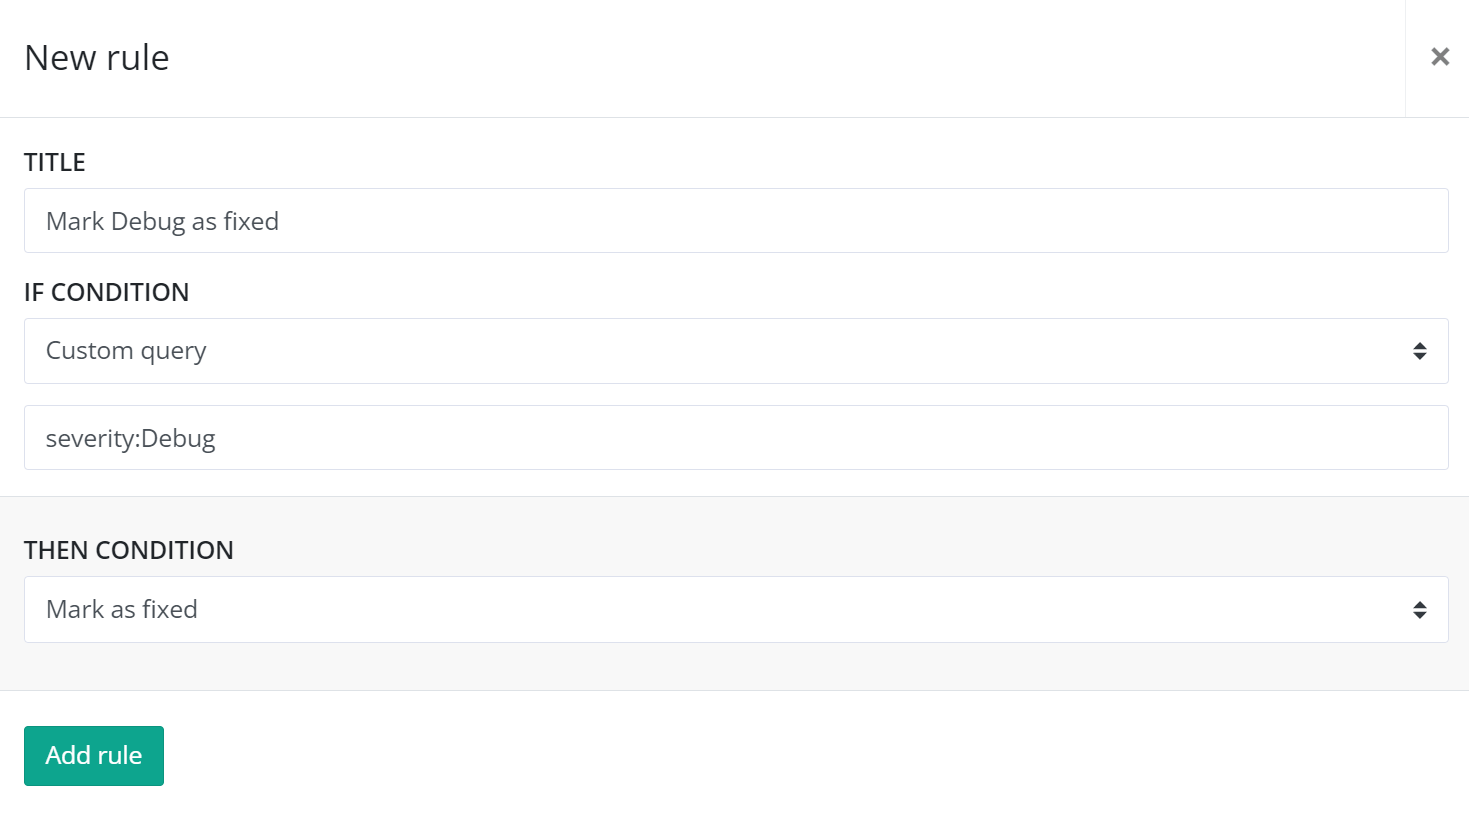 New rule
TITLE
Mark Debug as fixed
IF CONDITION
Custom query
severity:Debug
THEN CONDITION
Mark as fixed
Add rule